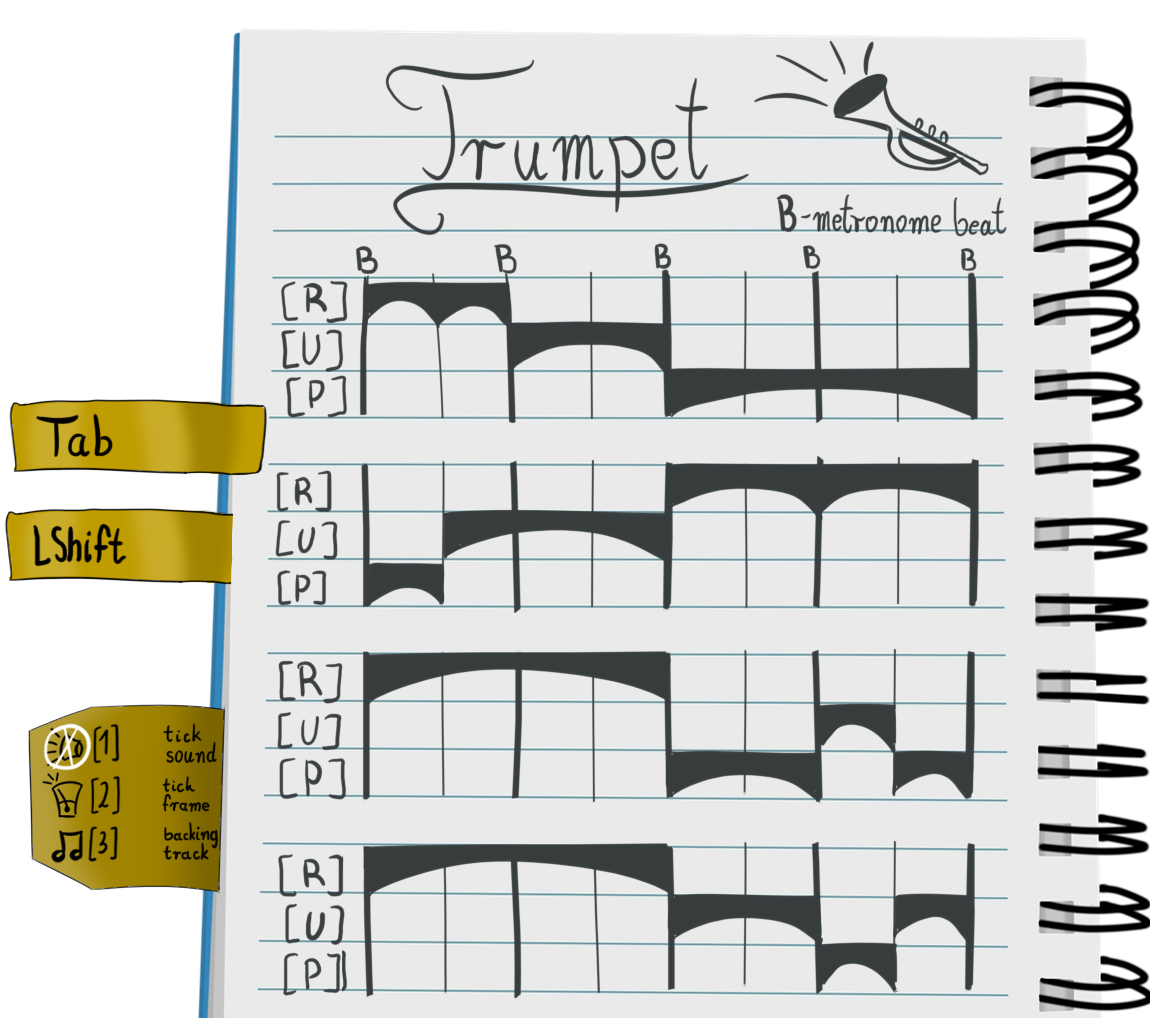 Trumpet
B-metronome beat
B B B B B
[R]
[U]
[P]
Tab
[R]
[U]
[P]
LShift
[R]
[U]
[P]
[1] tick sound
[2] tick frame
[3] backing track
[R]
[U]
[P]